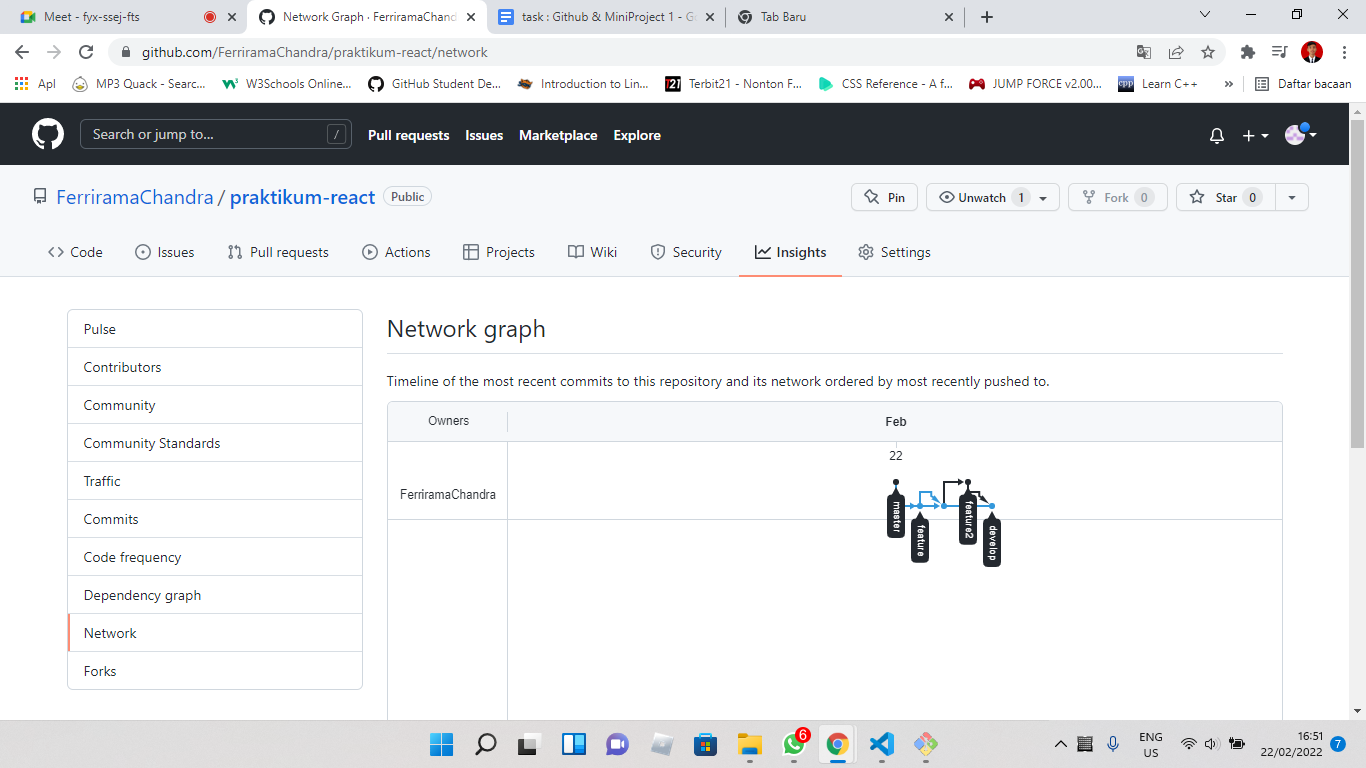 Meet - fyx-ssej-fts
Network Graph · FerriramaChand
task : Github & MiniProject 1 - G
Tab Baru
github.com/FerriramaChandra/praktikum-react/network
Apl
MP3 Quack - Searc...
W3Schools Online...
GitHub Student De...
Introduction to Lin...
T21
Terbit21 - Nonton F...
CSS Reference - A f...
JUMP FORCE v2.00...
cpp
Learn C++
»
Daftar bacaan
Search or jump to...
/
Pull requests
Issues
Marketplace
Explore
FerriramaChandra / praktikum-react
Public
Pin
Unwatch 1
Fork 0
Star 0
Code
Issues
Pull requests
Actions
Projects
Wiki
Security
Insights
Settings
Pulse
Contributors
Community
Community Standards
Traffic
Commits
Code frequency
Dependency graph
Network
Forks
Network graph
Timeline of the most recent commits to this repository and its network ordered by most recently pushed to.
Owners
Feb
22
FerriramaChandra
master
feature
feature2
develop
6
ENG
US
16:51
22/02/2022
7